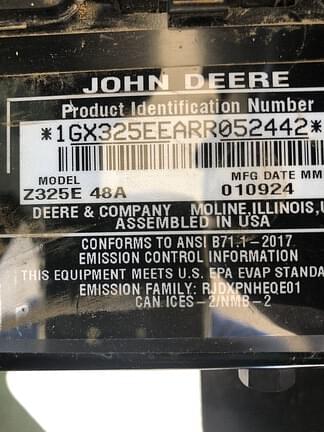 JOHN DEERE
Product Identification Number
*1GX325EEARR052442*
MODEL MFG DATE MM
Z325E 48A 010924
DEERE & COMPANY MOLINE, ILLINOIS,
ASSEMBLED IN USA
CONFORMS TO ANSI B71.1-2017
EMISSION CONTROL INFORMATION
THIS EQUIPMENT MEETS U.S. EPA EVAP STANDA
EMISSION FAMILY: RJDXPNHEQE01
CAN ICES-2/NMB-2